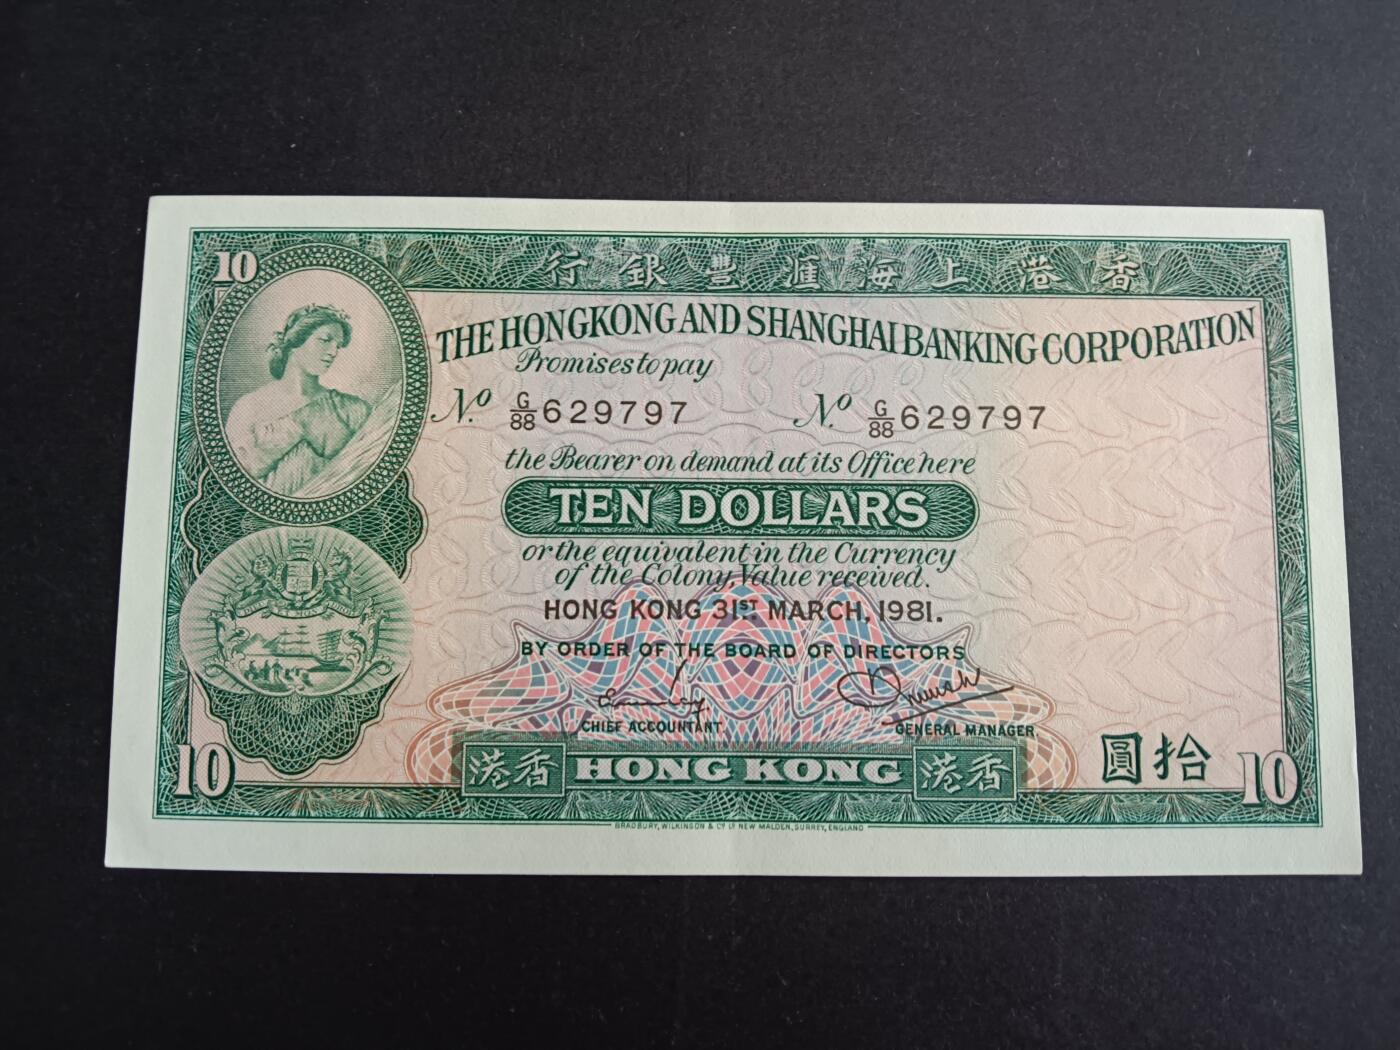 10
行銀豐滙海上港香
THE HONGKONG AND SHANGHAI BANKING CORPORATION
Promises to pay
No. G/88 629797 No. G/88 629797
the Bearer on demand at its Office here
TEN DOLLARS
or the equivalent in the Currency
of the Colony, Value received.
HONG KONG 31ST MARCH, 1981.
BY ORDER OF THE BOARD OF DIRECTORS
CHIEF ACCOUNTANT GENERAL MANAGER.
10 港香 HONG KONG 港香 圓拾 10
BRADBURY, WILKINSON & Co. Ld. NEW MALDEN, SURREY, ENGLAND